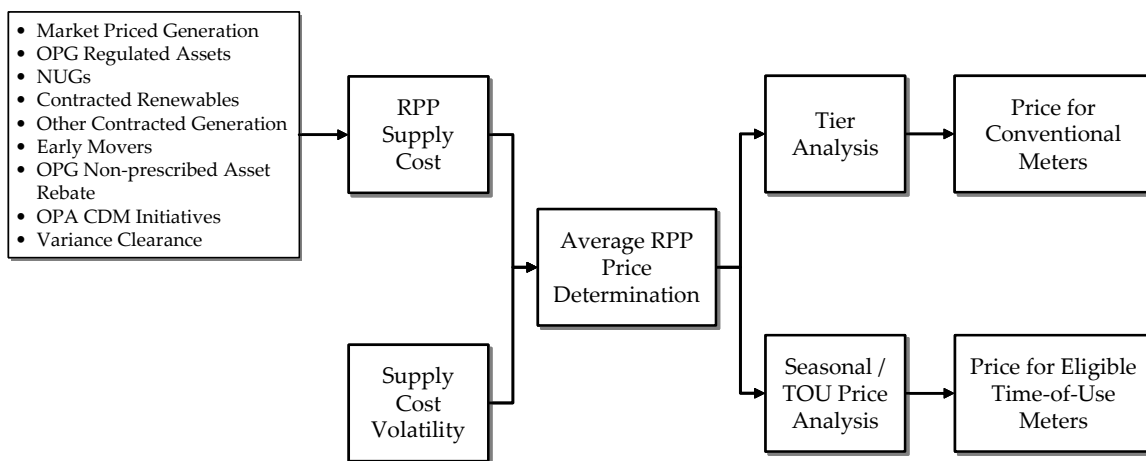 • Market Priced Generation
• OPG Regulated Assets
• NUGs
• Contracted Renewables
• Other Contracted Generation
• Early Movers
• OPG Non-prescribed Asset
Rebate
• OPA CDM Initiatives
• Variance Clearance
RPP
Supply
Cost
Supply
Cost
Volatility
Average RPP
Price
Determination
Tier
Analysis
Price for
Conventional
Meters
Seasonal /
TOU Price
Analysis
Price for Eligible
Time-of-Use
Meters